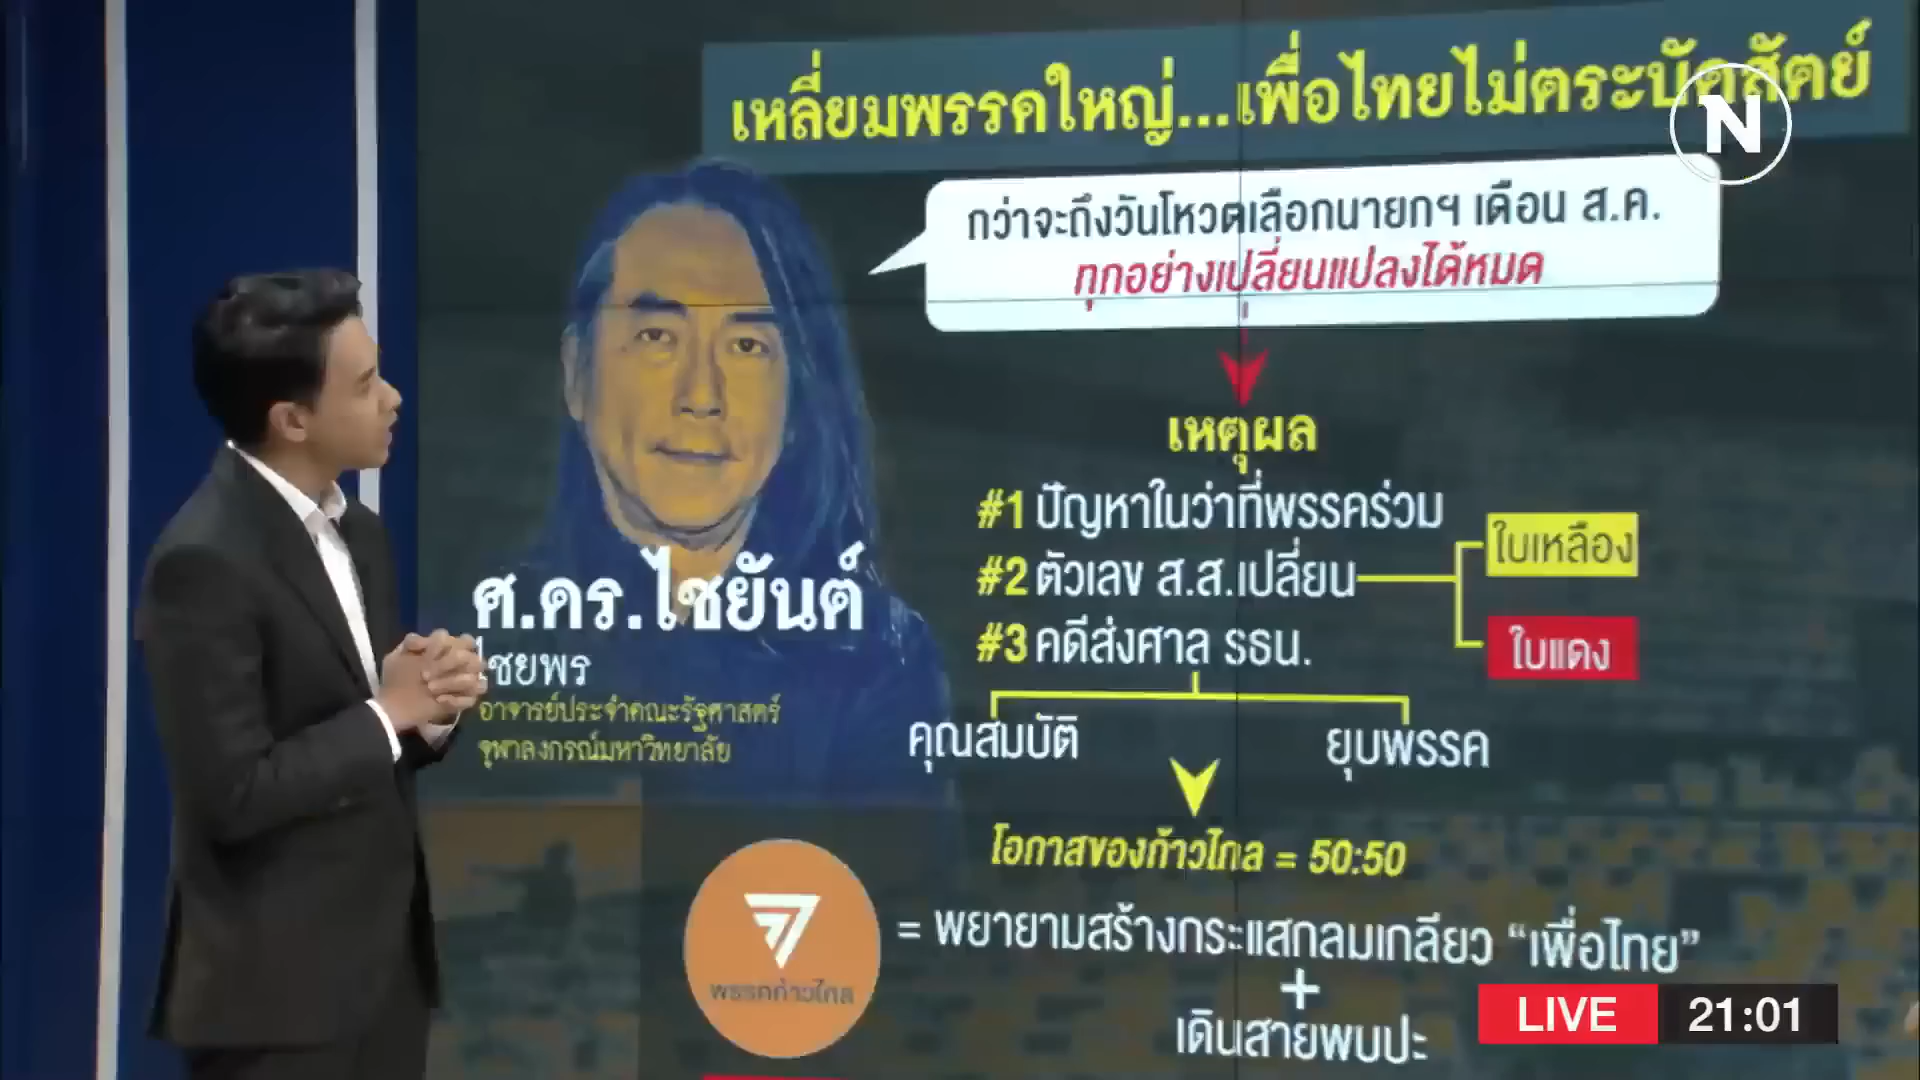 เหลี่ยมพรรคใหญ่...เพื่อไทยไม่ตระบัดสัตย์
N
กว่าจะถึงวันโหวตเลือกนายกฯ เดือน ส.ค.
ทุกอย่างเปลี่ยนแปลงได้หมด
เหตุผล
#1 ปัญหาในว่าที่พรรคร่วม
#2 ตัวเลข ส.ส.เปลี่ยน
ใบเหลือง
ใบแดง
#3 คดีส่งศาล รธน.
คุณสมบัติ
ยุบพรรค
ศ.ดร.ไชยันต์
ไชยพร
อาจารย์ประจำคณะรัฐศาสตร์
จุฬาลงกรณ์มหาวิทยาลัย
โอกาสของก้าวไกล = 50:50
พรรคก้าวไกล
= พยายามสร้างกระแสกลมเกลียว “เพื่อไทย”
+
เดินสายพบปะ
LIVE 21:01